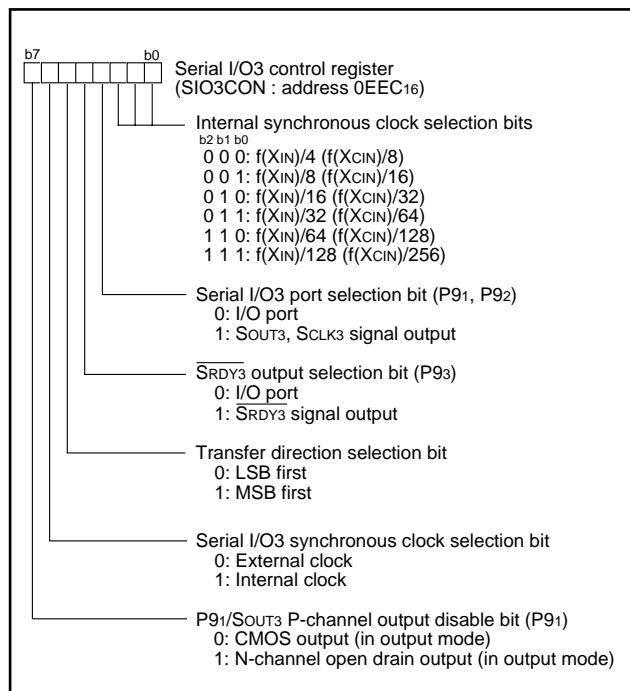 b7 b0
Serial I/O3 control register
(SIO3CON : address 0EEC16)
Internal synchronous clock selection bits
b2 b1 b0
0 0 0: f(XIN)/4 (f(XCIN)/8)
0 0 1: f(XIN)/8 (f(XCIN)/16)
0 1 0: f(XIN)/16 (f(XCIN)/32)
0 1 1: f(XIN)/32 (f(XCIN)/64)
1 1 0: f(XIN)/64 (f(XCIN)/128)
1 1 1: f(XIN)/128 (f(XCIN)/256)
Serial I/O3 port selection bit (P91, P92)
0: I/O port
1: SOUT3, SCLK3 signal output
SRDY3 output selection bit (P93)
0: I/O port
1: SRDY3 signal output
Transfer direction selection bit
0: LSB first
1: MSB first
Serial I/O3 synchronous clock selection bit
0: External clock
1: Internal clock
P91/SOUT3 P-channel output disable bit (P91)
0: CMOS output (in output mode)
1: N-channel open drain output (in output mode)